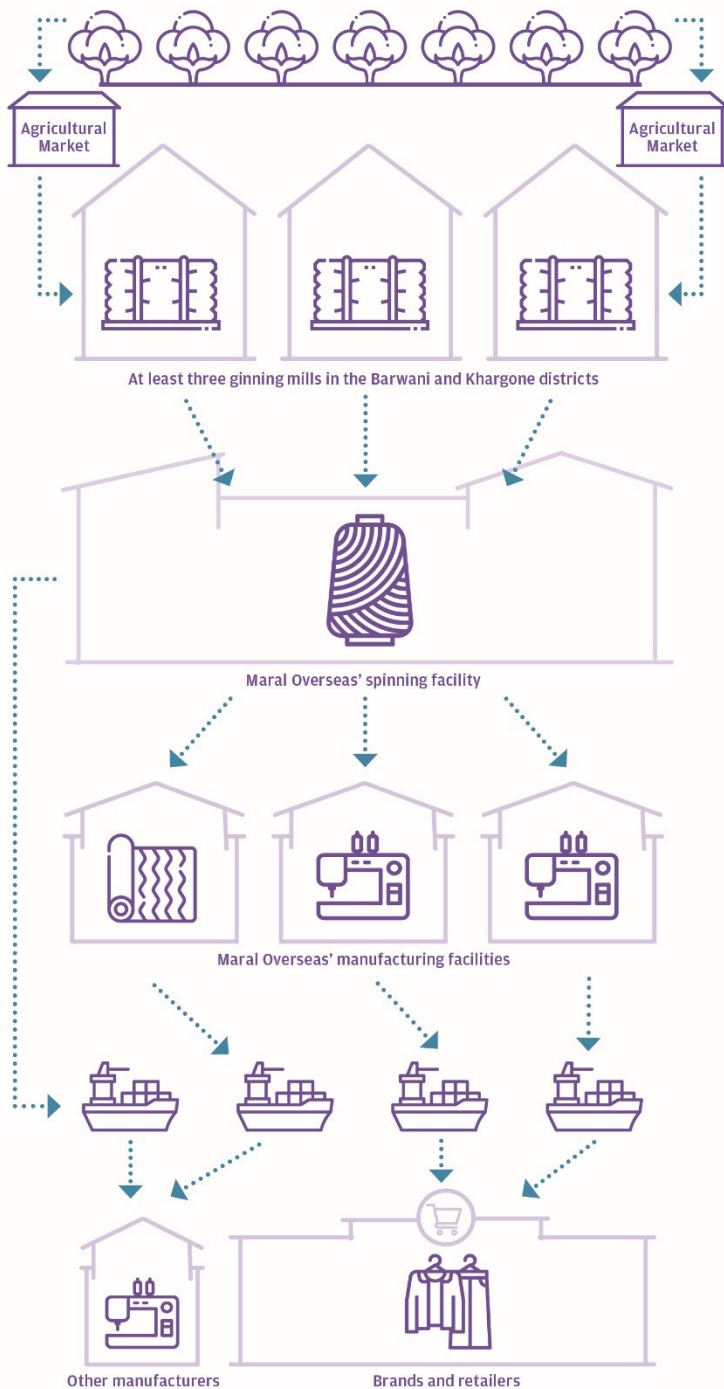 Agricultural
Market
Agricultural
Market
At least three ginning mills in the Barwani and Khargone districts
Maral Overseas’ spinning facility
Maral Overseas’ manufacturing facilities
Other manufacturers
Brands and retailers